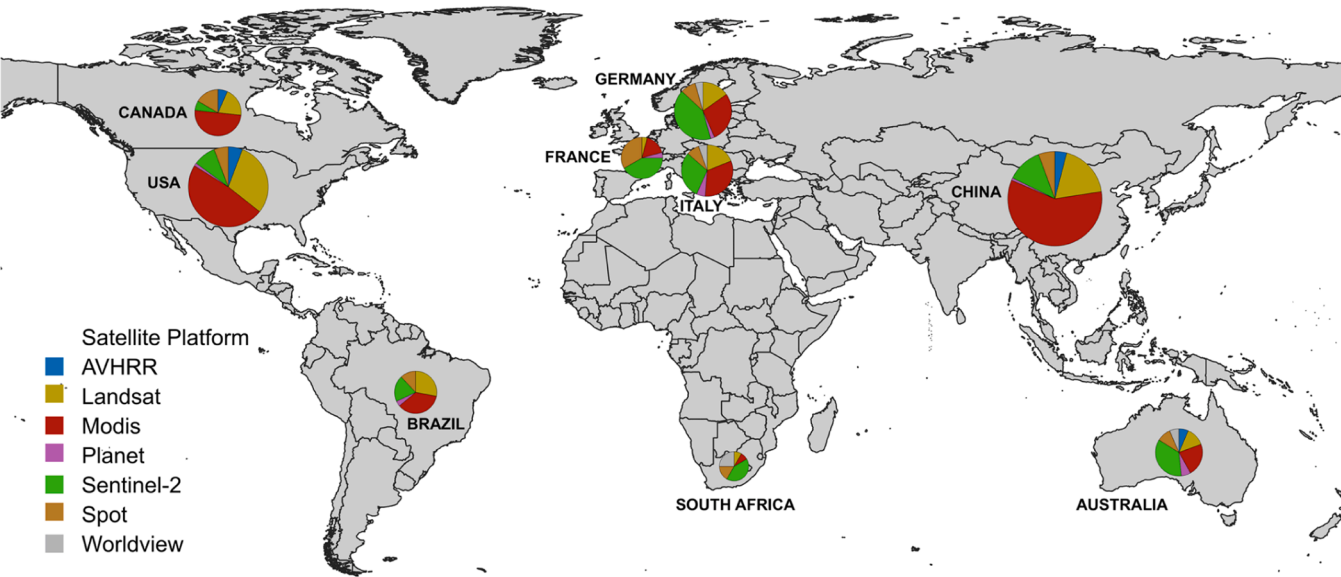 GERMANY
CANADA
FRANCE
USA
CHINA
ITALY
Satellite Platform
AVHRR
Landsat
Modis
Planet
Sentinel-2
Spot
Worldview
BRAZIL
SOUTH AFRICA
AUSTRALIA